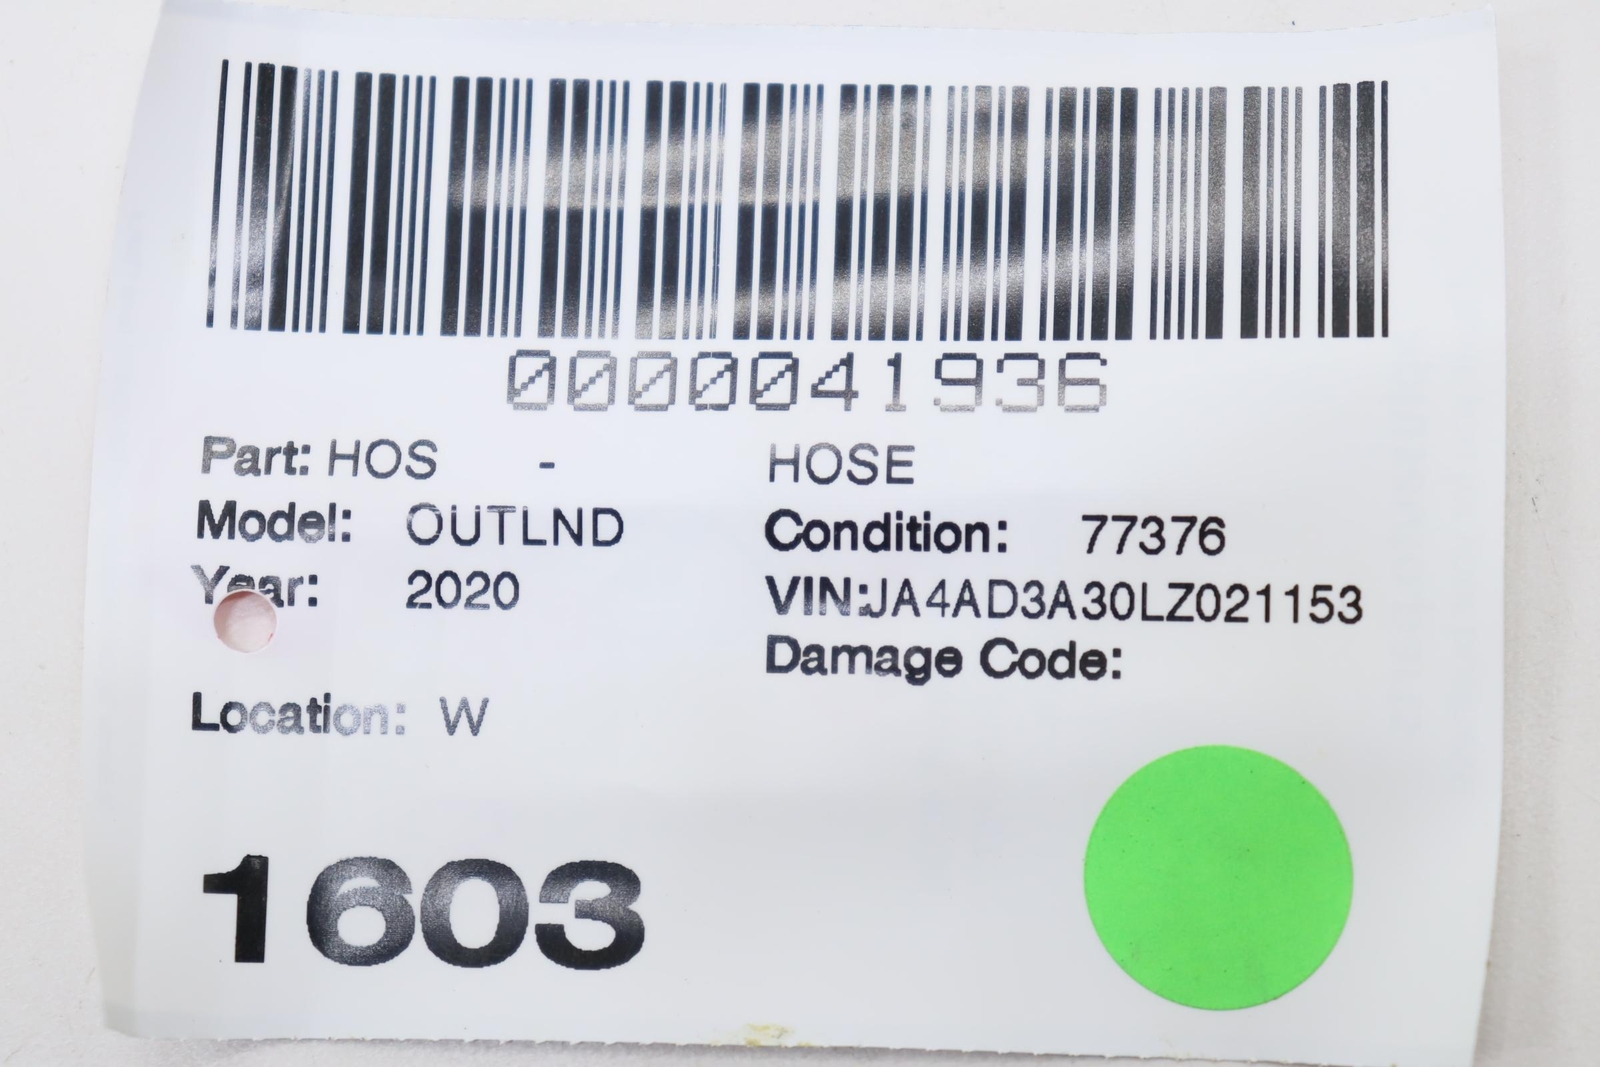 0000041936
Part: HOS - HOSE
Model: OUTLND Condition: 77376
Year: 2020 VIN:JA4AD3A30LZ021153
Damage Code:
Location: W
1603